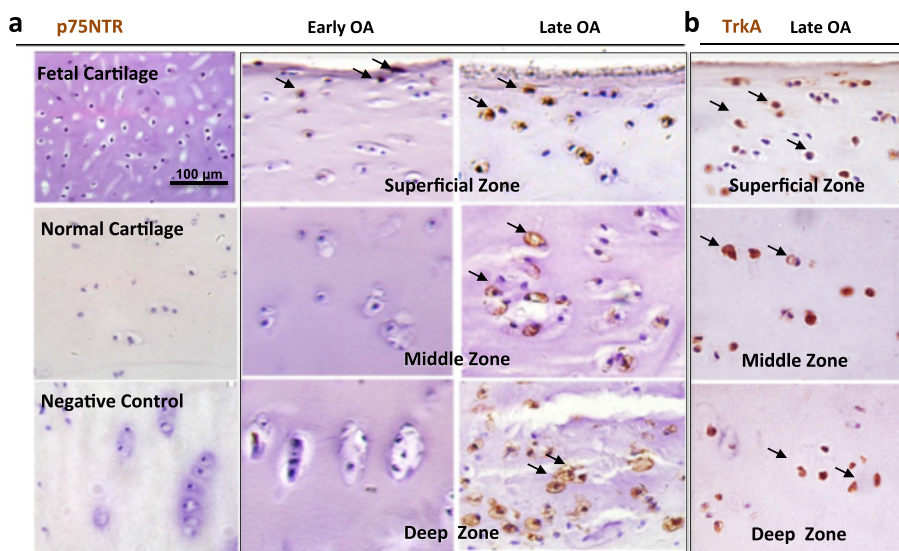 a p75NTR Early OA Late OA b TrkA Late OA
Fetal Cartilage
100 µm
Superficial Zone
Superficial Zone
Normal Cartilage
Middle Zone
Middle Zone
Negative Control
Deep Zone
Deep Zone